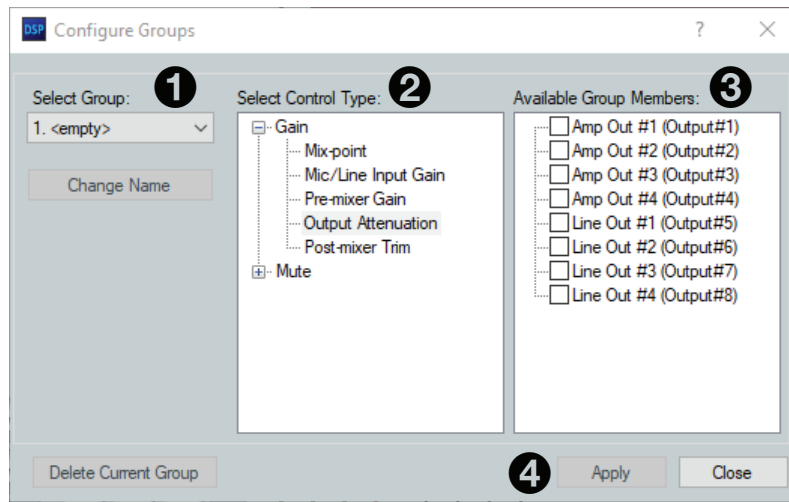 DSP Configure Groups ?
1
Select Group:
1. <empty>
Change Name
2
Select Control Type:
Gain
Mix-point
Mic/Line Input Gain
Pre-mixer Gain
Output Attenuation
Post-mixer Trim
Mute
3
Available Group Members:
Amp Out #1 (Output#1)
Amp Out #2 (Output#2)
Amp Out #3 (Output#3)
Amp Out #4 (Output#4)
Line Out #1 (Output#5)
Line Out #2 (Output#6)
Line Out #3 (Output#7)
Line Out #4 (Output#8)
Delete Current Group
4
Apply
Close